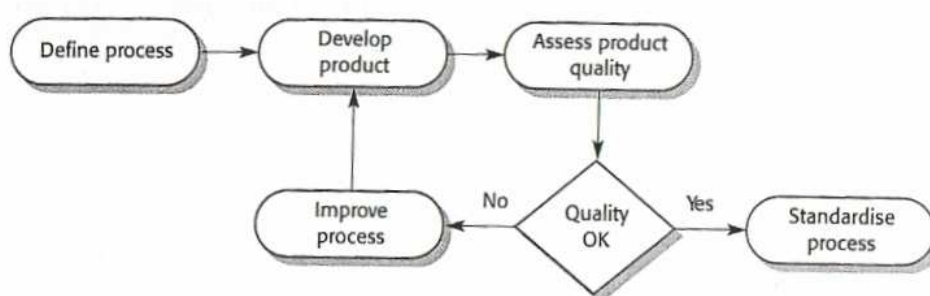 Define process
Develop
product
Assess product
quality
Improve
process
No
Quality
OK
Yes
Standardise
process